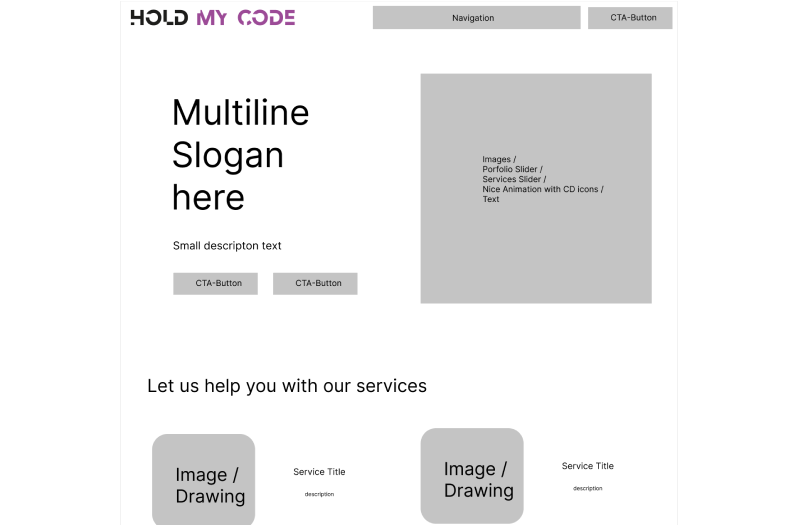 HOLD MY CODE
Navigation
CTA-Button
Multiline
Slogan
here
Small descripton text
CTA-Button
CTA-Button
Images /
Porfolio Slider /
Services Slider /
Nice Animation with CD icons /
Text
Let us help you with our services
Image /
Drawing
Service Title
description
Image /
Drawing
Service Title
description